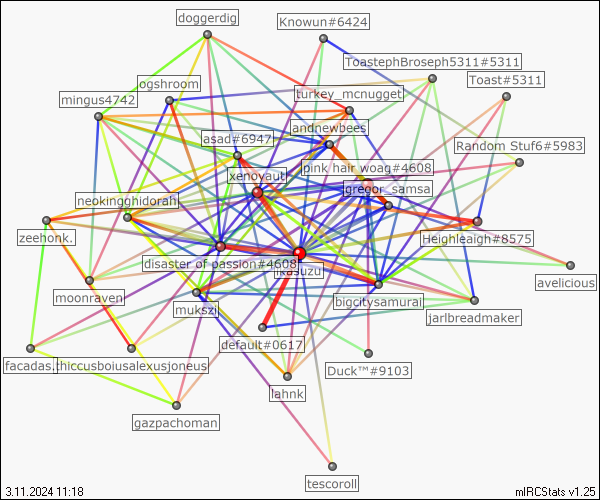 doggerdig
Knowun#6424
ToastephBroseph5311#5311
Toast#5311
ogshroom
turkey_mcnugget
mingus4742
andnewbees
asad#6947
Random Stuf6#5983
pink hair woag#4608
xenoyaut
gregor_samsa
neokingghidorah
zeehonk.
Heighleaigh#8575
disaster of passion#4608
ikasuzu
avelicious
moonraven
bigcitysamurai
mukszi
jarlbreadmaker
default#0617
facadas.
thiccusboiusalexusjoneus
Duck™#9103
lahnk
gazpachoman
tescoroll
3.11.2024 11:18
mIRCStats v1.25